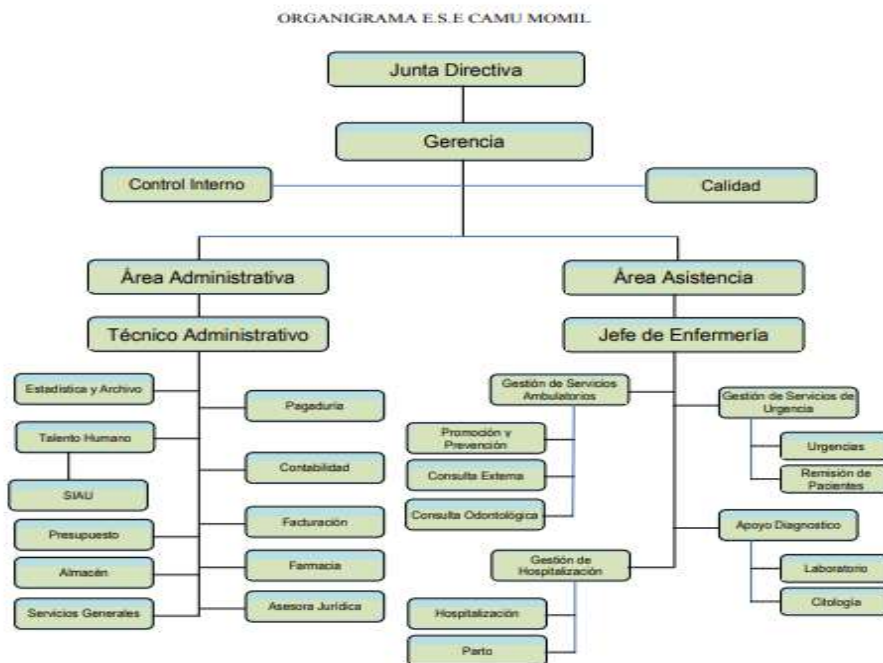 ORGANIGRAMA E.S.E CAMU MOMIL
Junta Directiva
Gerencia
Control Interno
Calidad
Área Administrativa
Área Asistencia
Técnico Administrativo
Jefe de Enfermería
Estadística y Archivo
Pagaduría
Talento Humano
Contabilidad
SIAU
Presupuesto
Facturación
Almacén
Farmacia
Servicios Generales
Asesora Jurídica
Gestión de Servicios
Ambulatorios
Promoción y
Prevención
Consulta Externa
Consulta Odontológica
Gestión de
Hospitalización
Hospitalización
Parto
Gestión de Servicios de
Urgencia
Urgencias
Remisión de
Pacientes
Apoyo Diagnostico
Laboratorio
Citología